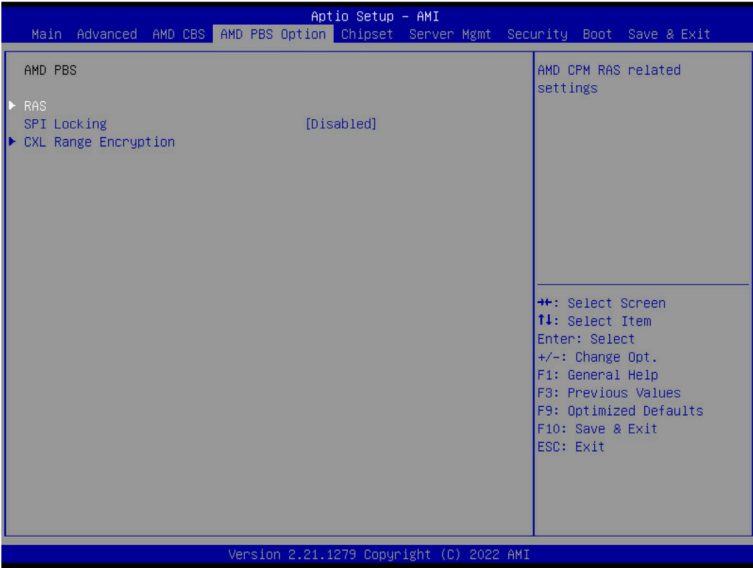 Aptio Setup – AMI
Main Advanced AMD CBS AMD PBS Option Chipset Server Mgmt Security Boot Save & Exit
AMD PBS
RAS
SPI Locking [Disabled]
CXL Range Encryption
AMD CPM RAS related
settings
→←: Select Screen
↑↓: Select Item
Enter: Select
+/-: Change Opt.
F1: General Help
F3: Previous Values
F9: Optimized Defaults
F10: Save & Exit
ESC: Exit
Version 2.21.1279 Copyright (C) 2022 AMI